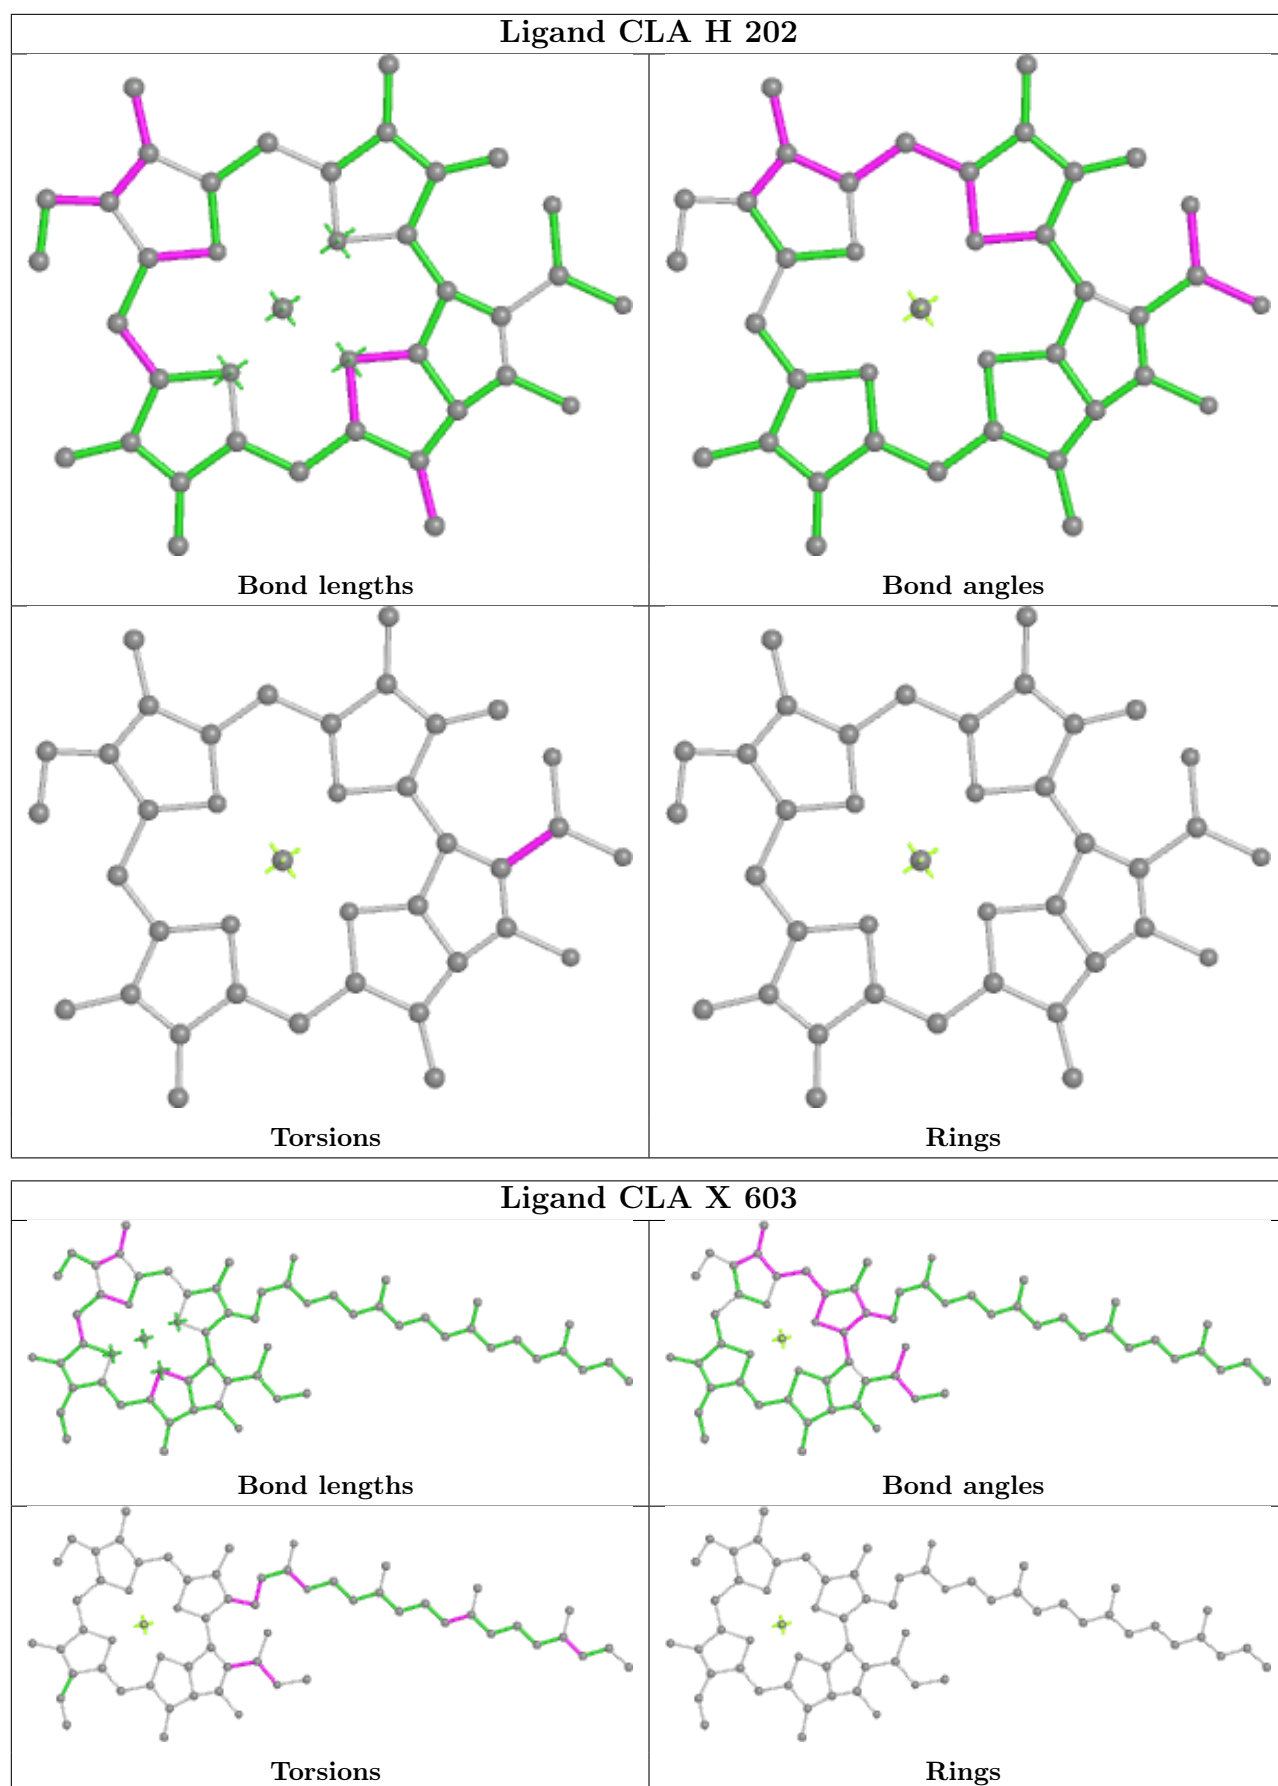 Ligand CLA H 202
Bond lengths
Bond angles
Torsions
Rings
Ligand CLA X 603
Bond lengths
Bond angles
Torsions
Rings